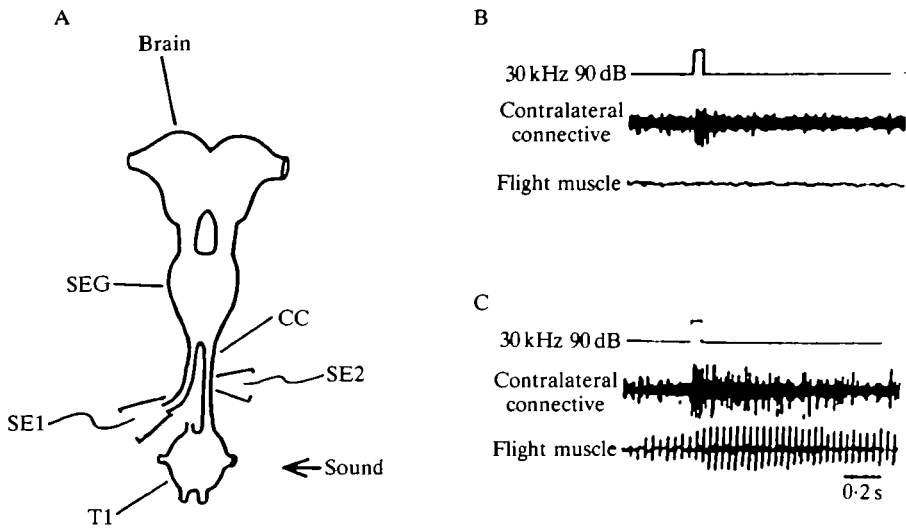 A
Brain
SEG
CC
SE2
SE1
Sound
T1
B
30 kHz 90 dB
Contralateral
connective
Flight muscle
C
30 kHz 90 dB
Contralateral
connective
Flight muscle
0·2 s